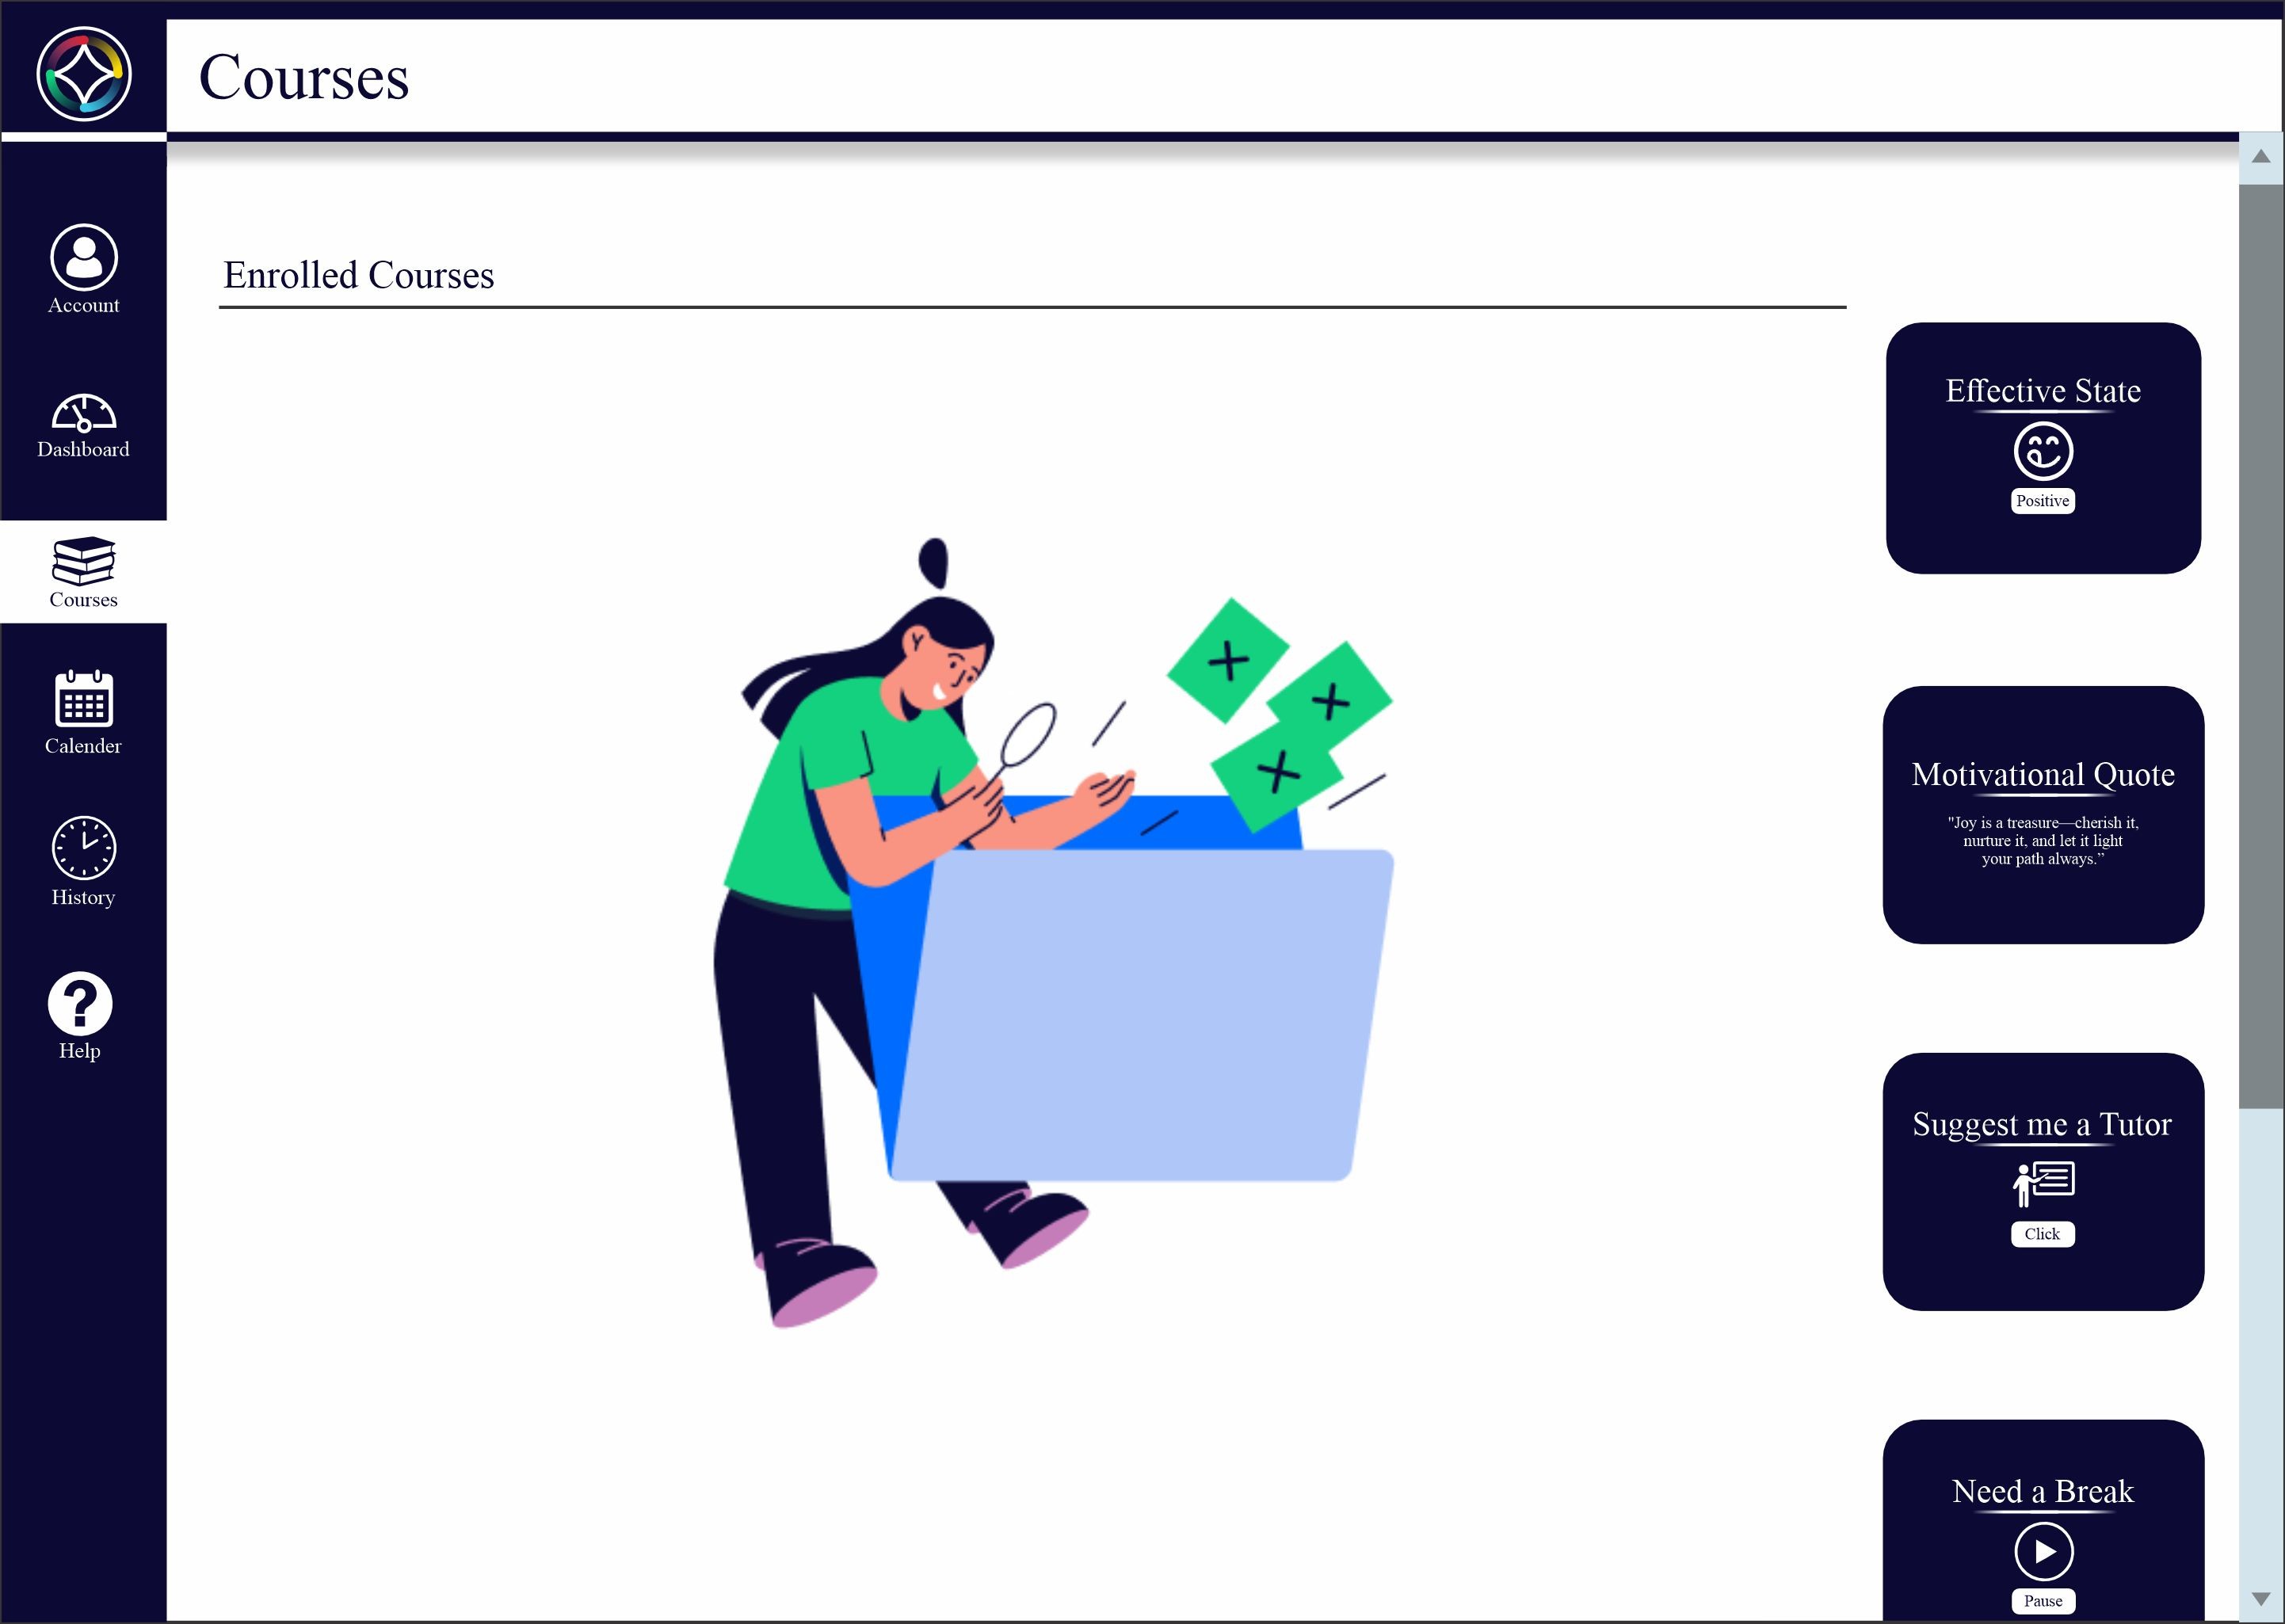 Courses
Account
Dashboard
Courses
Calender
History
Help
Enrolled Courses
Effective State
Positive
Motivational Quote
"Joy is a treasure—cherish it,
nurture it, and let it light
your path always.”
Suggest me a Tutor
Click
Need a Break
Pause